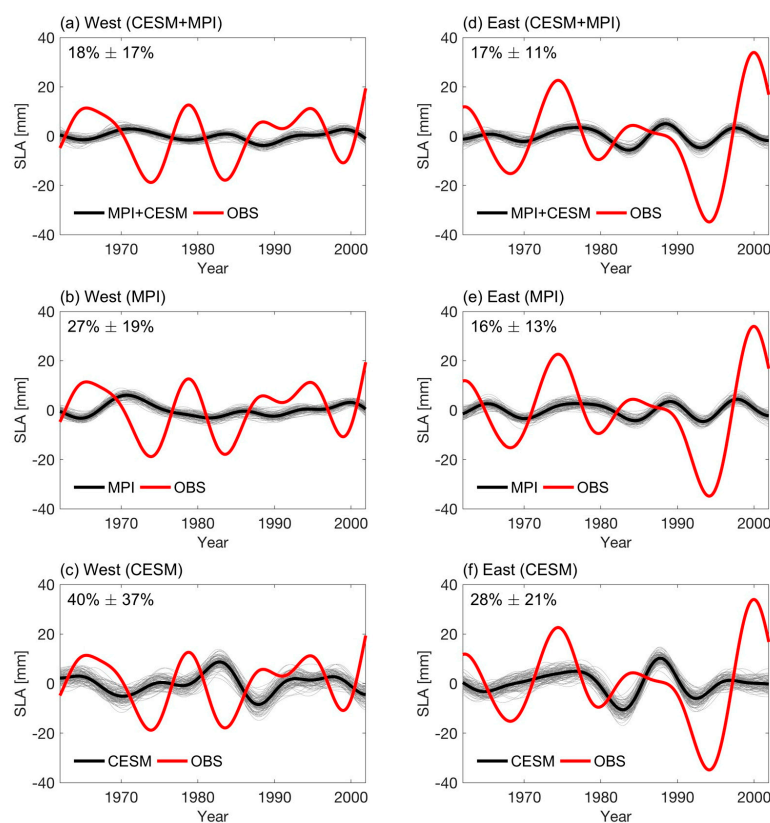 (a) West (CESM+MPI)
18% ± 17%
40
20
0
-20
-40
SLA [mm]
MPI+CESM
OBS
1970 1980 1990 2000
Year
(d) East (CESM+MPI)
17% ± 11%
40
20
0
-20
-40
SLA [mm]
MPI+CESM
OBS
1970 1980 1990 2000
Year
(b) West (MPI)
27% ± 19%
40
20
0
-20
-40
SLA [mm]
MPI
OBS
1970 1980 1990 2000
Year
(e) East (MPI)
16% ± 13%
40
20
0
-20
-40
SLA [mm]
MPI
OBS
1970 1980 1990 2000
Year
(c) West (CESM)
40% ± 37%
40
20
0
-20
-40
SLA [mm]
CESM
OBS
1970 1980 1990 2000
Year
(f) East (CESM)
28% ± 21%
40
20
0
-20
-40
SLA [mm]
CESM
OBS
1970 1980 1990 2000
Year